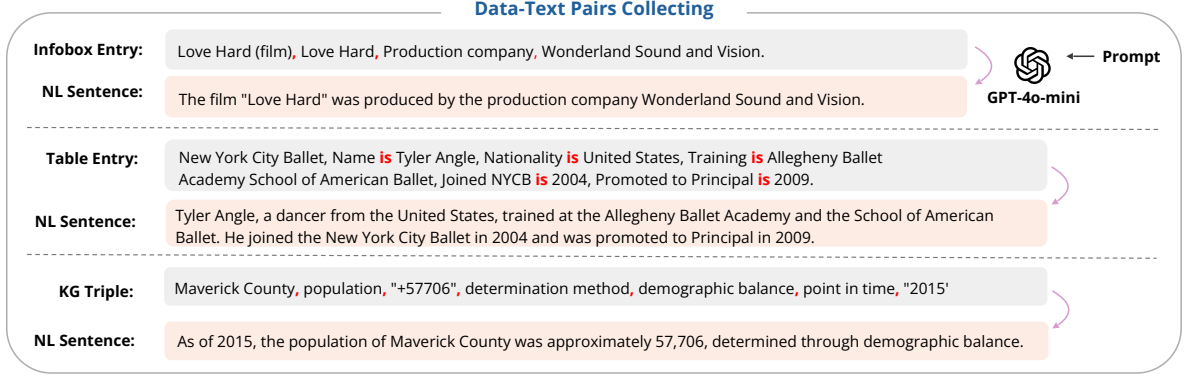 Data-Text Pairs Collecting
Infobox Entry: Love Hard (film), Love Hard, Production company, Wonderland Sound and Vision.
Prompt
NL Sentence: The film "Love Hard" was produced by the production company Wonderland Sound and Vision.
GPT-4o-mini
Table Entry: New York City Ballet, Name is Tyler Angle, Nationality is United States, Training is Allegheny Ballet
Academy School of American Ballet, Joined NYCB is 2004, Promoted to Principal is 2009.
NL Sentence: Tyler Angle, a dancer from the United States, trained at the Allegheny Ballet Academy and the School of American
Ballet. He joined the New York City Ballet in 2004 and was promoted to Principal in 2009.
KG Triple: Maverick County, population, "+57706", determination method, demographic balance, point in time, "2015'
NL Sentence: As of 2015, the population of Maverick County was approximately 57,706, determined through demographic balance.